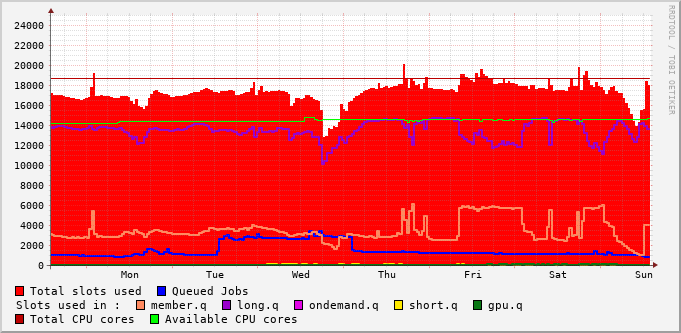 24000
22000
20000
18000
16000
14000
12000
10000
8000
6000
4000
2000
0
Mon Tue Wed Thu Fri Sat Sun
RRDTOOL / TOBI OETIKER
Total slots used Queued Jobs
Slots used in : member.q long.q ondemand.q short.q gpu.q
Total CPU cores Available CPU cores